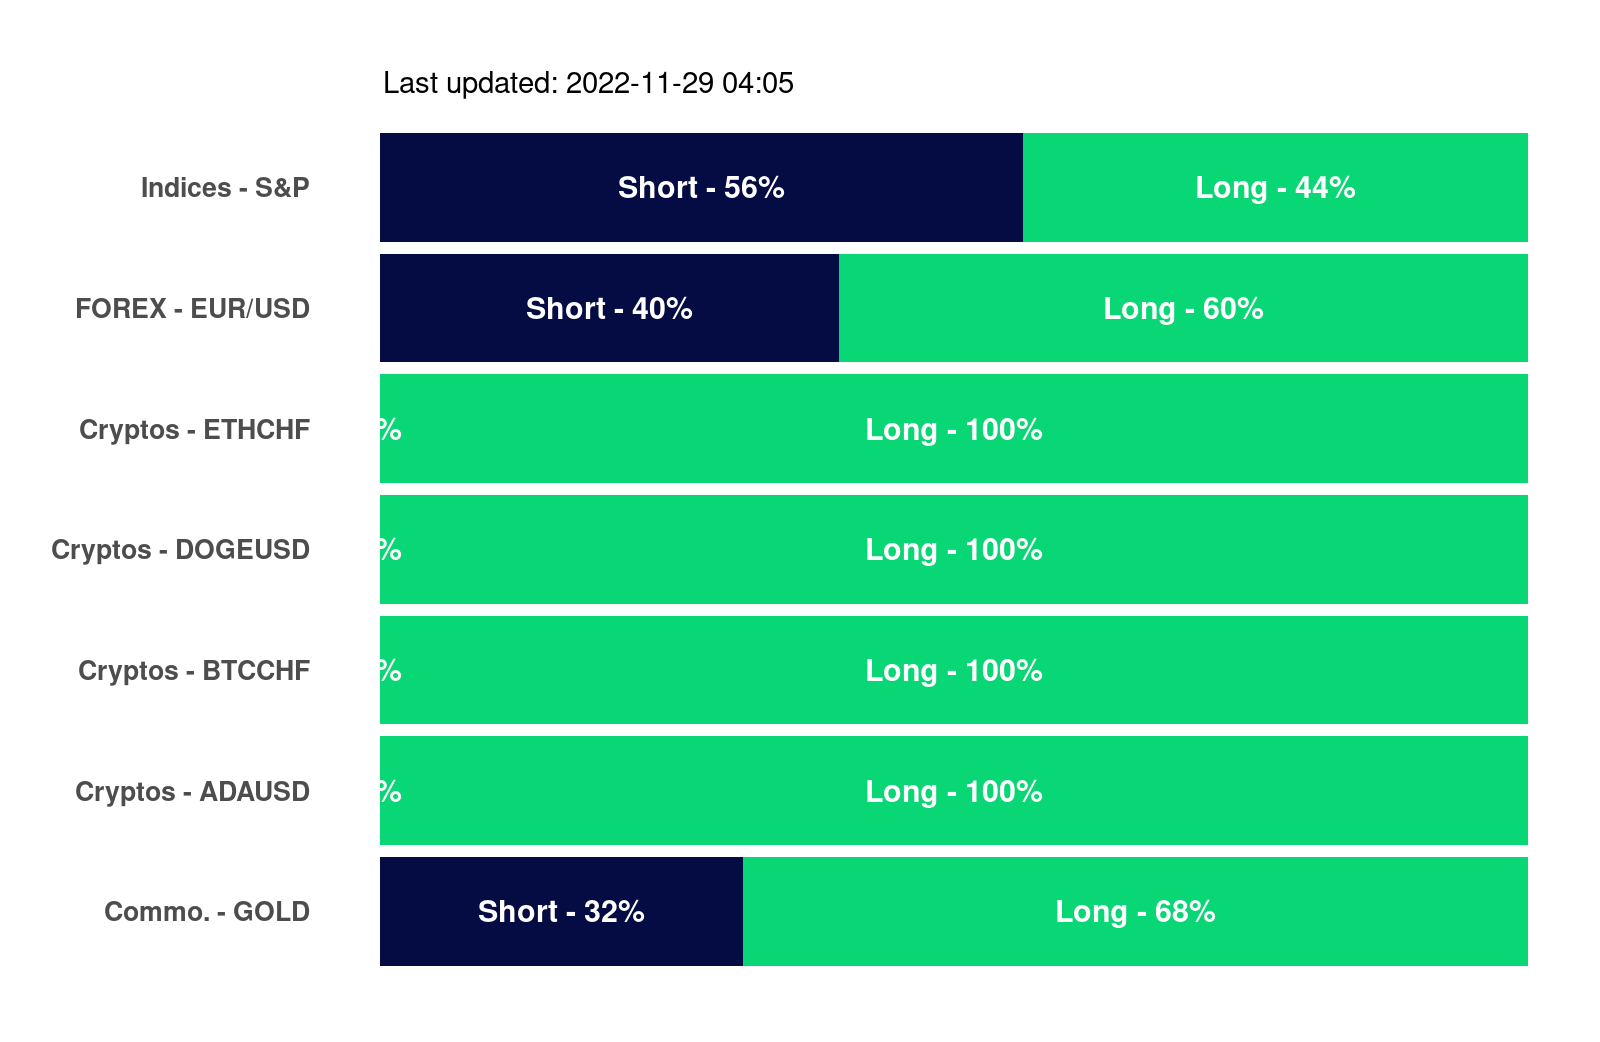 Last updated: 2022-11-29 04:05
Indices - S&P Short - 56% Long - 44%
FOREX - EUR/USD Short - 40% Long - 60%
Cryptos - ETHCHF % Long - 100%
Cryptos - DOGEUSD % Long - 100%
Cryptos - BTCCHF % Long - 100%
Cryptos - ADAUSD % Long - 100%
Commo. - GOLD Short - 32% Long - 68%